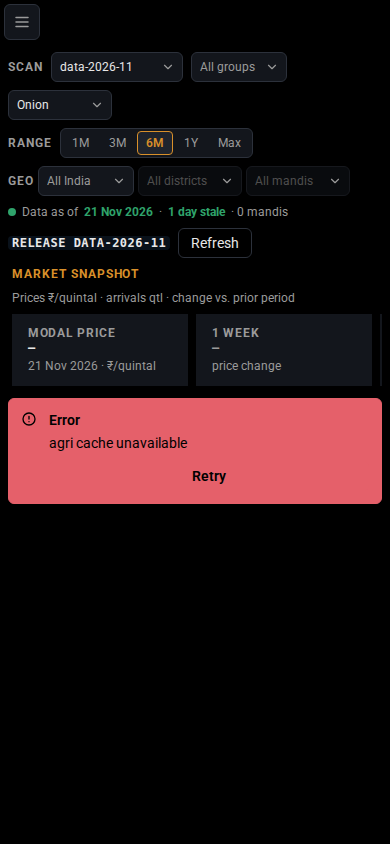 SCAN data-2026-11 All groups
Onion
RANGE 1M 3M 6M 1Y Max
GEO All India All districts All mandis
Data as of 21 Nov 2026 · 1 day stale · 0 mandis
RELEASE DATA-2026-11 Refresh
MARKET SNAPSHOT
Prices ₹/quintal · arrivals qtl · change vs. prior period
MODAL PRICE
–
21 Nov 2026 · ₹/quintal
1 WEEK
–
price change
Error
agri cache unavailable
Retry